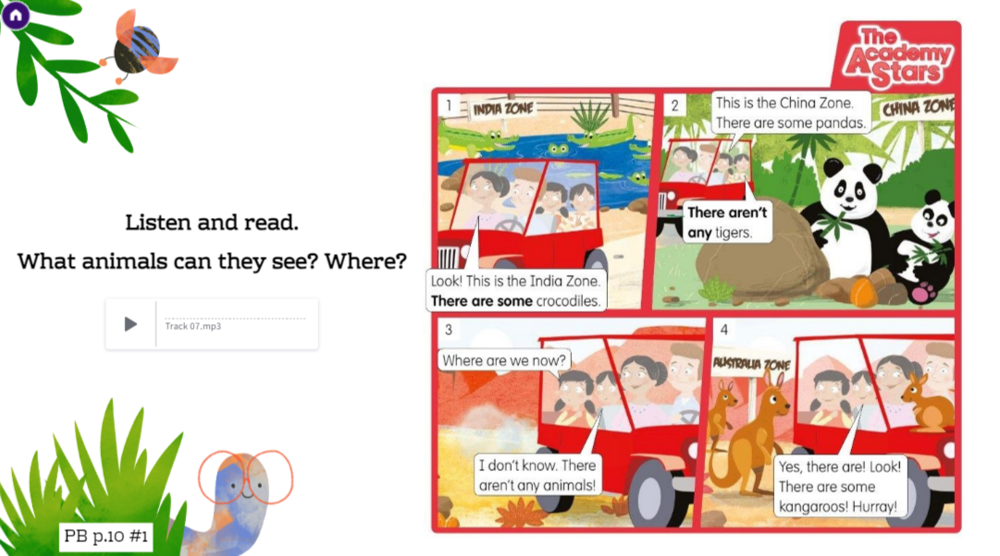 Listen and read.
What animals can they see? Where?
Track 07.mp3
PB p.10 #1
The
Academy
Stars
1
INDIA ZONE
Look! This is the India Zone.
There are some crocodiles.
2
This is the China Zone.
There are some pandas.
CHINA ZONE
There aren't
any tigers.
3
Where are we now?
I don't know. There
aren't any animals!
4
AUSTRALIA ZONE
Yes, there are! Look!
There are some
kangaroos! Hurray!